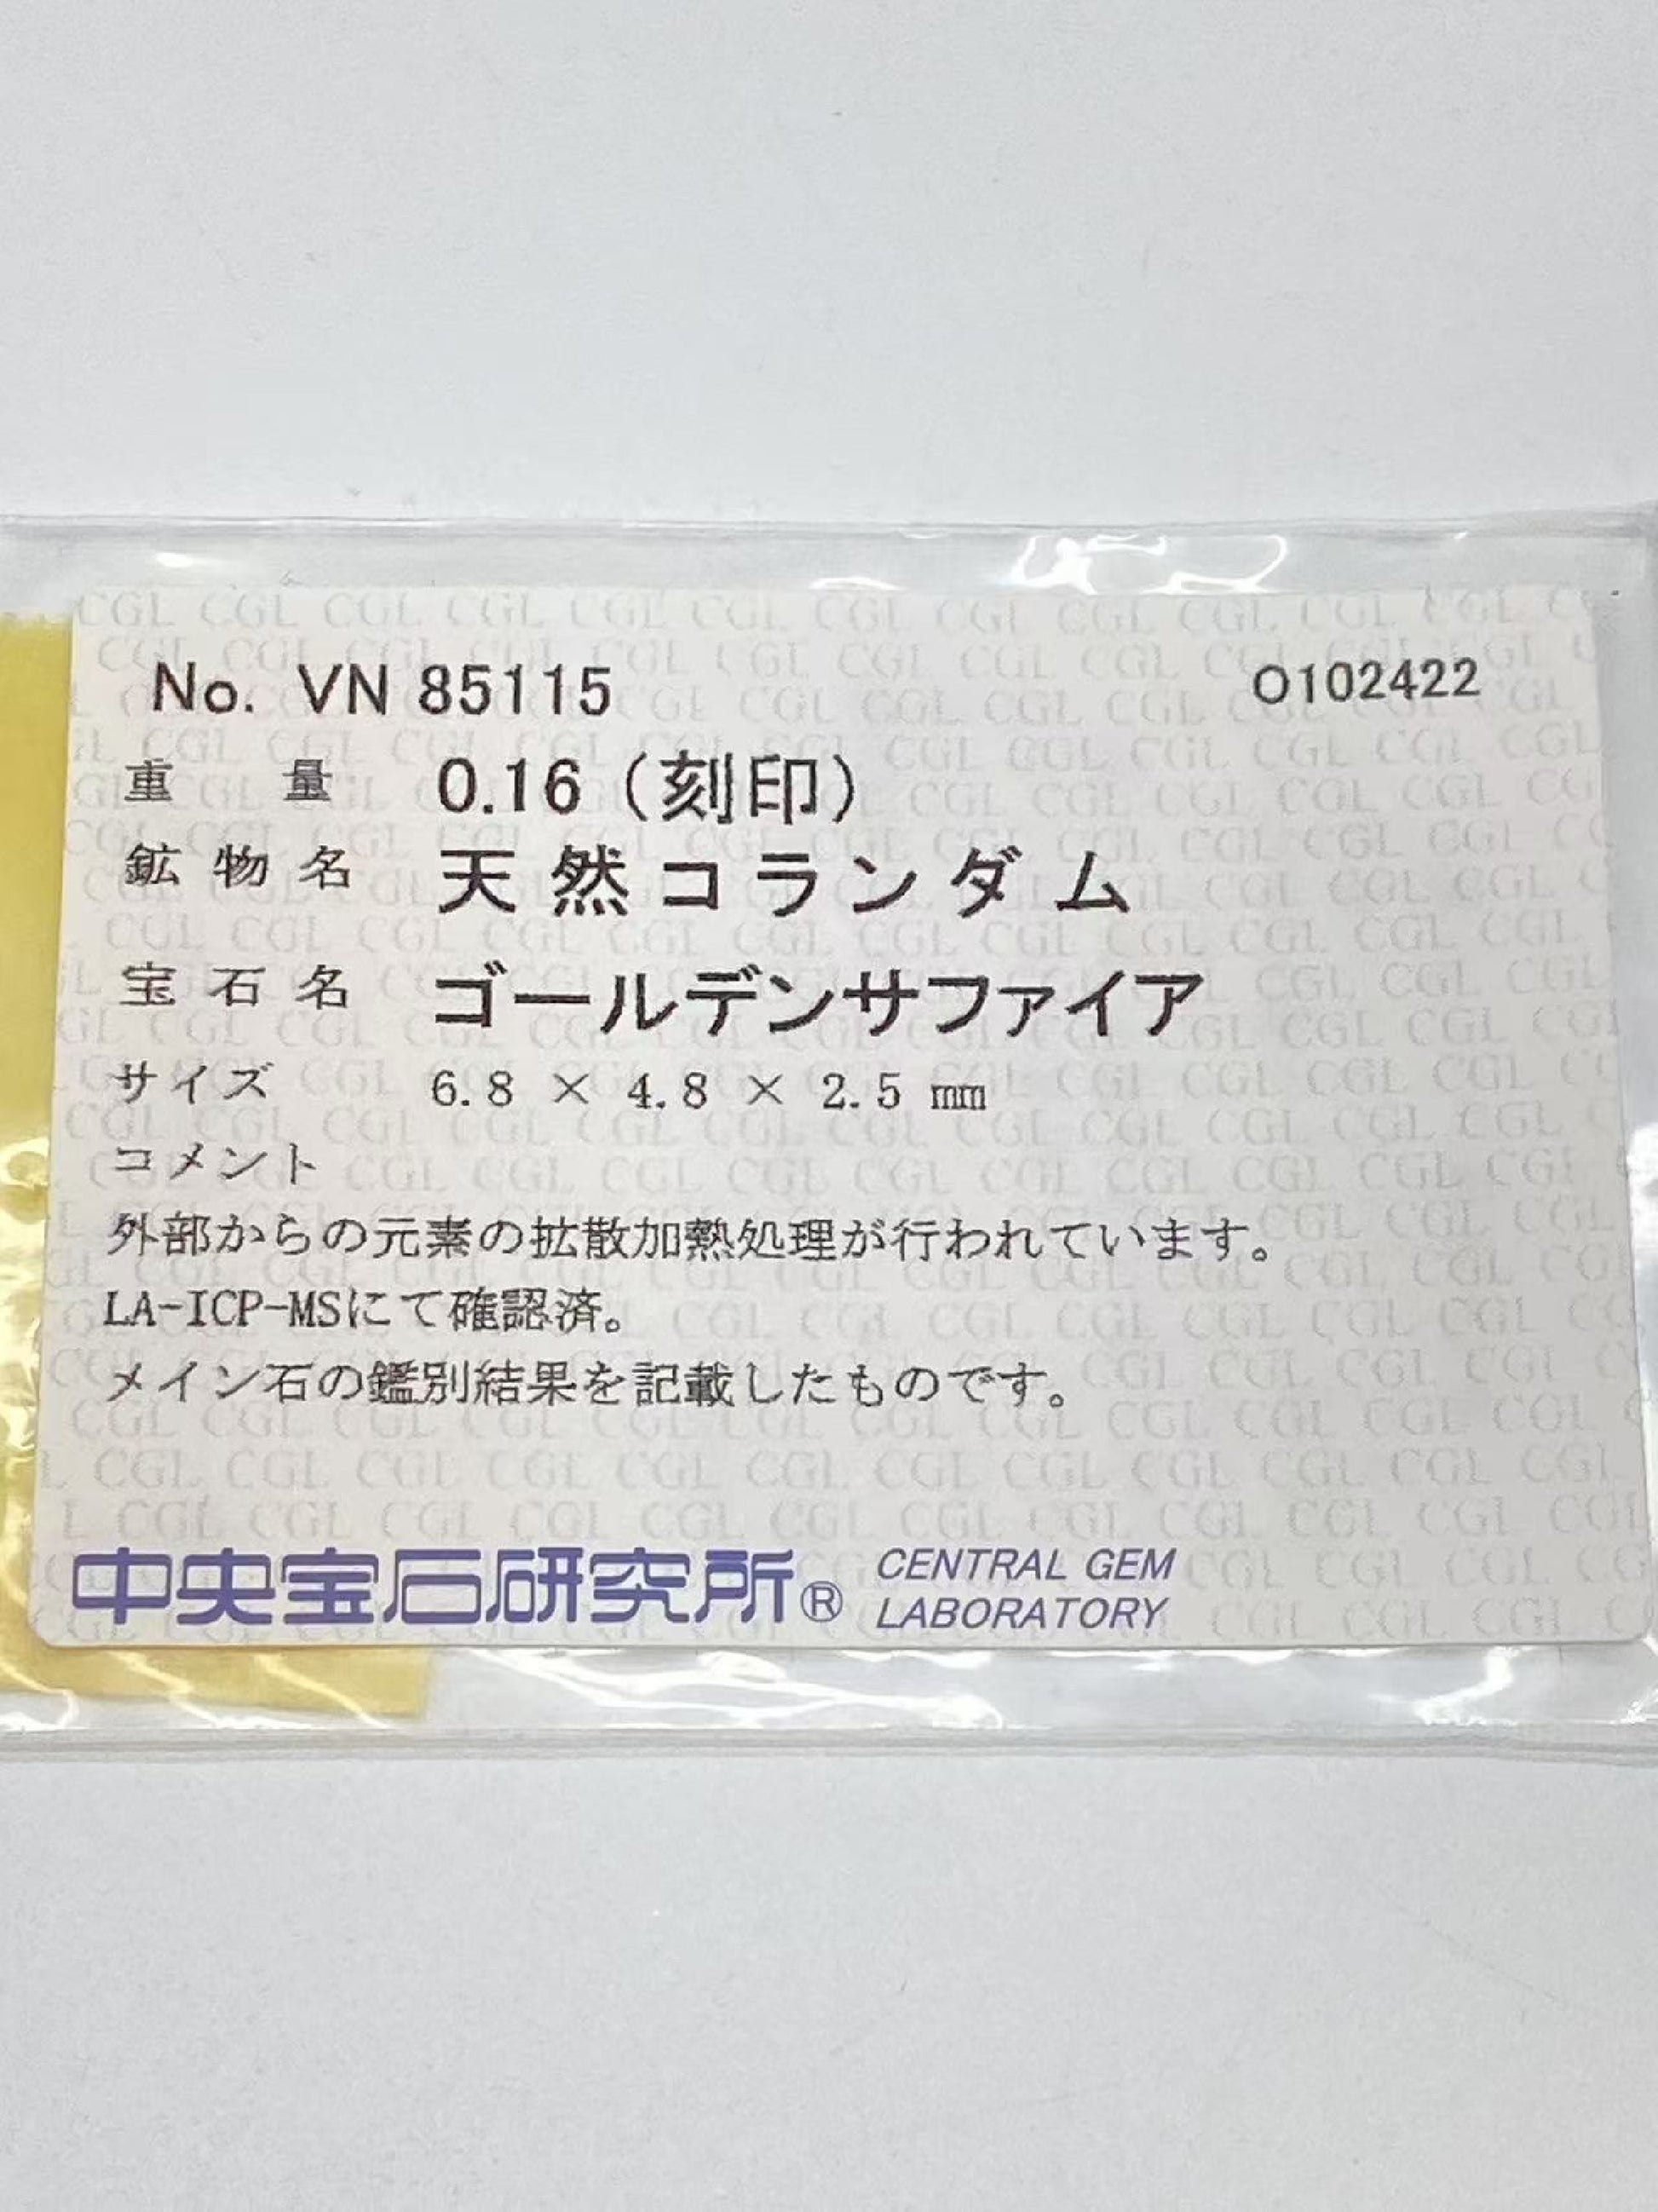 No. VN 85115 O102422
重量 0.16（刻印）
鉱物名 天然コランダム
宝石名 ゴールデンサファイア
サイズ 6.8 × 4.8 × 2.5 mm
コメント
外部からの元素の拡散加熱処理が行われています。
LA-ICP-MSにて確認済。
メイン石の鑑別結果を記載したものです。
中央宝石研究所® CENTRAL GEM
LABORATORY